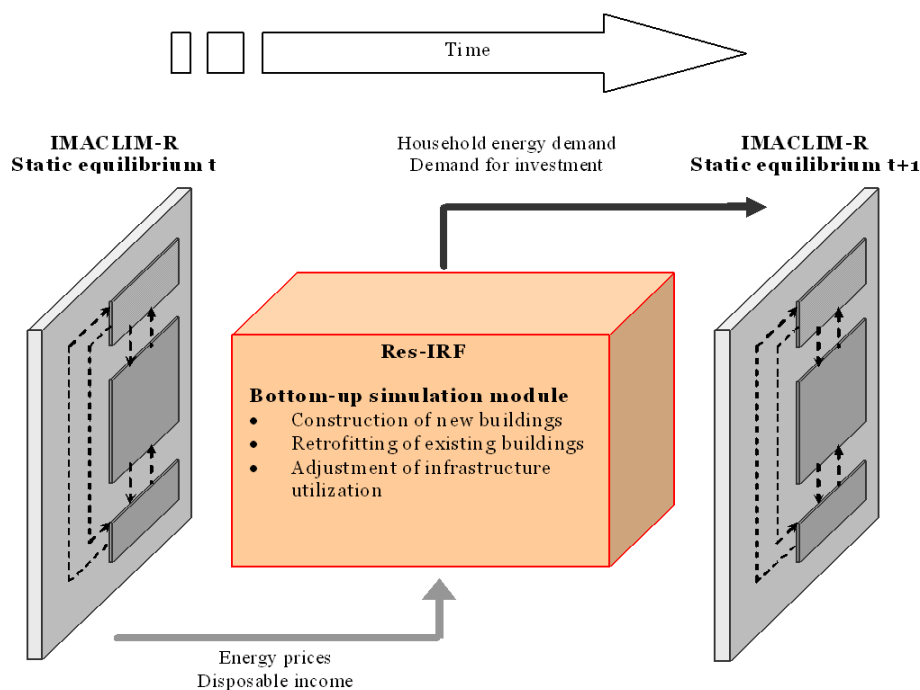 Time
IMACLIM-R
Static equilibrium t
Household energy demand
Demand for investment
IMACLIM-R
Static equilibrium t+1
Res-IRF
Bottom-up simulation module
• Construction of new buildings
• Retrofitting of existing buildings
• Adjustment of infrastructure
utilization
Energy prices
Disposable income